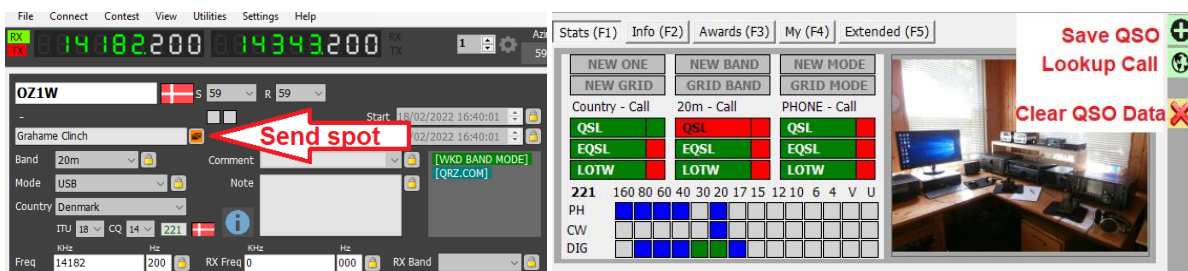 File Connect Contest View Utilities Settings Help
RX TX 14182.200 14343.200 RX TX 1 Azi
59
OZ1W S 59 R 59
-
Start 18/02/2022 16:40:01
Grahame Clinch Send spot /02/2022 16:40:01
Band 20m Comment [WKD BAND MODE]
[QRZ.COM]
Mode USB Note
Country Denmark
ITU 18 CQ 14 221
KHz Hz KHz Hz
Freq 14182 200 RX Freq 0 000 RX Band
Stats (F1) Info (F2) Awards (F3) My (F4) Extended (F5)
NEW ONE NEW BAND NEW MODE
NEW GRID GRID BAND GRID MODE
Country - Call 20m - Call PHONE - Call
QSL QSL QSL
EQSL EQSL EQSL
LOTW LOTW LOTW
221 160 80 60 40 30 20 17 15 12 10 6 4 V U
PH
CW
DIG
Save QSO
Lookup Call
Clear QSO Data